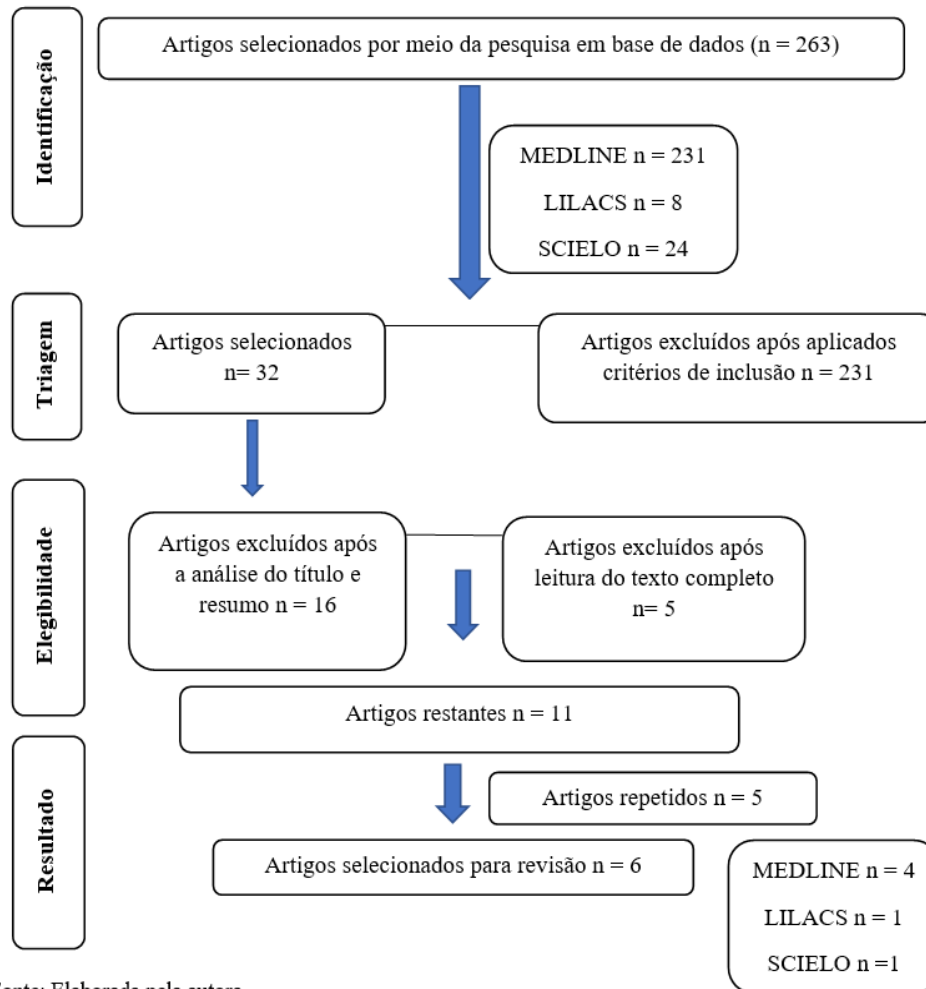 Identificação
Artigos selecionados por meio da pesquisa em base de dados (n = 263)
MEDLINE n = 231
LILACS n = 8
SCIELO n = 24
Triagem
Artigos selecionados
n= 32
Artigos excluídos após aplicados
critérios de inclusão n = 231
Elegibilidade
Artigos excluídos após
a análise do título e
resumo n = 16
Artigos excluídos após
leitura do texto completo
n= 5
Artigos restantes n = 11
Resultado
Artigos repetidos n = 5
Artigos selecionados para revisão n = 6
MEDLINE n = 4
LILACS n = 1
SCIELO n =1